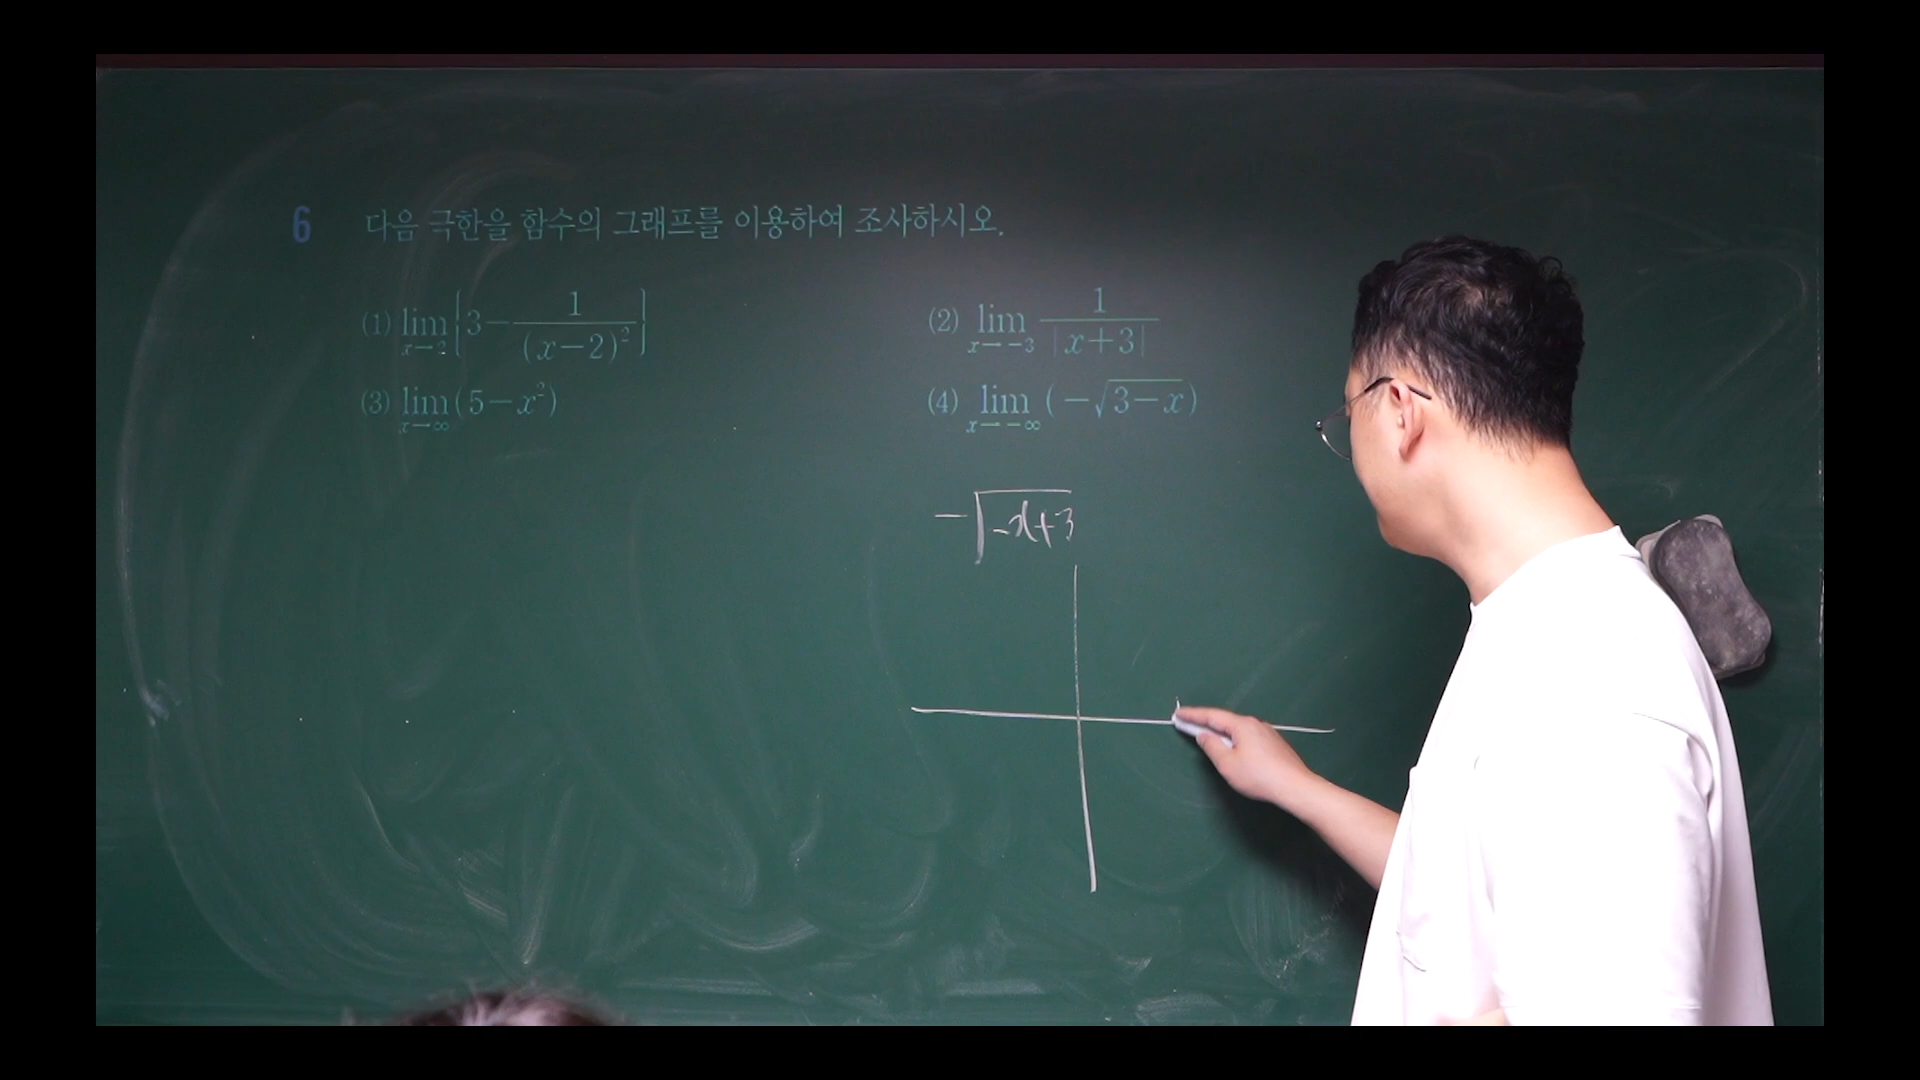 6 다음 극한을 함수의 그래프를 이용하여 조사하시오.
(1) lim x→2 {3−1/(x−2)²}
(2) lim x→−3 1/|x+3|
(3) lim x→∞ (5−x²)
(4) lim x→−∞ (−√3−x)
−√−x+3